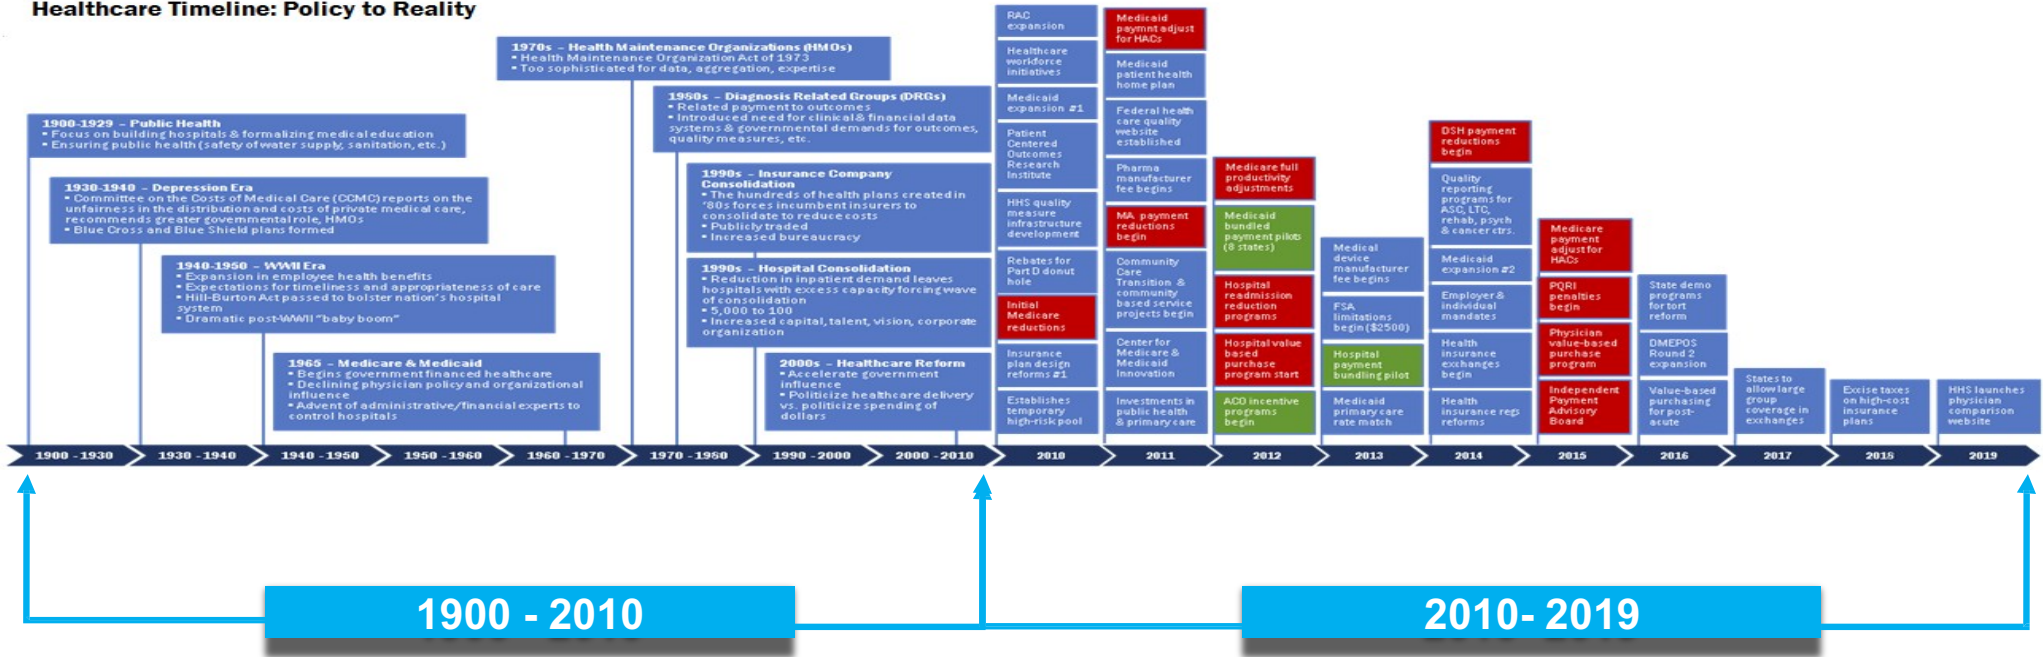 Healthcare Timeline: Policy to Reality
1900-1929 – Public Health
▪ Focus on building hospitals & formalizing medical education
▪ Ensuring public health (safety of water supply, sanitation, etc.)
1930-1940 – Depression Era
▪ Committee on the Costs of Medical Care (CCMC) reports on the
unfairness in the distribution and costs of private medical care,
recommends greater governmental role, HMOs
▪ Blue Cross and Blue Shield plans formed
1940-1950 – WWII Era
▪ Expansion in employee health benefits
▪ Expectations for timeliness and appropriateness of care
▪ Hill-Burton Act passed to bolster nation's hospital
system
▪ Dramatic post-WWII "baby boom"
1965 – Medicare & Medicaid
▪ Begins government financed healthcare
▪ Declining physician policy and organizational
influence
▪ Advent of administrative/financial experts to
control hospitals
1970s – Health Maintenance Organizations (HMOs)
▪ Health Maintenance Organization Act of 1973
▪ Too sophisticated for data, aggregation, expertise
1980s – Diagnosis Related Groups (DRGs)
▪ Related payment to outcomes
▪ Introduced need for clinical & financial data
systems & governmental demands for outcomes,
quality measures, etc.
1990s – Insurance Company
Consolidation
▪ The hundreds of health plans created in
'80s forces incumbent insurers to
consolidate to reduce costs
▪ Publicly traded
▪ Increased bureaucracy
1990s – Hospital Consolidation
▪ Reduction in inpatient demand leaves
hospitals with excess capacity forcing wave
of consolidation
▪ 5,000 to 100
▪ Increased capital, talent, vision, corporate
organization
2000s – Healthcare Reform
▪ Accelerate government
influence
▪ Politicize healthcare delivery
vs. politicize spending of
dollars
RAC
expansion
Healthcare
workforce
initiatives
Medicaid
expansion #1
Patient
Centered
Outcomes
Research
Institute
HHS quality
measure
infrastructure
development
Rebates for
Part D donut
hole
Initial
Medicare
reductions
Insurance
plan design
reforms #1
Establishes
temporary
high-risk pool
Medicaid
paymnt adjust
for HACs
Medicaid
patient health
home plan
Federal health
care quality
website
established
Pharma
manufacturer
fee begins
MA payment
reductions
begin
Community
Care
Transition &
community
based service
projects begin
Center for
Medicare &
Medicaid
Innovation
Investments in
public health
& primary care
Medicare full
productivity
adjustments
Medicaid
bundled
payment pilots
(8 states)
Hospital
readmission
reduction
programs
Hospital value
based
purchase
program start
ACO incentive
programs
begin
Medical
device
manufacturer
fee begins
FSA
limitations
begin ($2500)
Hospital
payment
bundling pilot
Medicaid
primary care
rate match
DSH payment
reductions
begin
Quality
reporting
programs for
ASC, LTC,
rehab, psych
& cancer ctrs.
Medicaid
expansion #2
Employer &
individual
mandates
Health
insurance
exchanges
begin
Health
insurance regs
reforms
Medicare
payment
adjust for
HACs
PQRI
penalties
begin
Physician
value-based
purchase
program
Independent
Payment
Advisory
Board
State demo
programs
for tort
reform
DMEPOS
Round 2
expansion
Value-based
purchasing
for post-
acute
States to
allow large
group
coverage in
exchanges
Excise taxes
on high-cost
insurance
plans
HHS launches
physician
comparison
website
1900 -1930 1930 -1940 1940 -1950 1950 -1960 1960 -1970 1970 -1980 1990 -2000 2000 -2010 2010 2011 2012 2013 2014 2015 2016 2017 2018 2019
1900 - 2010
2010- 2019